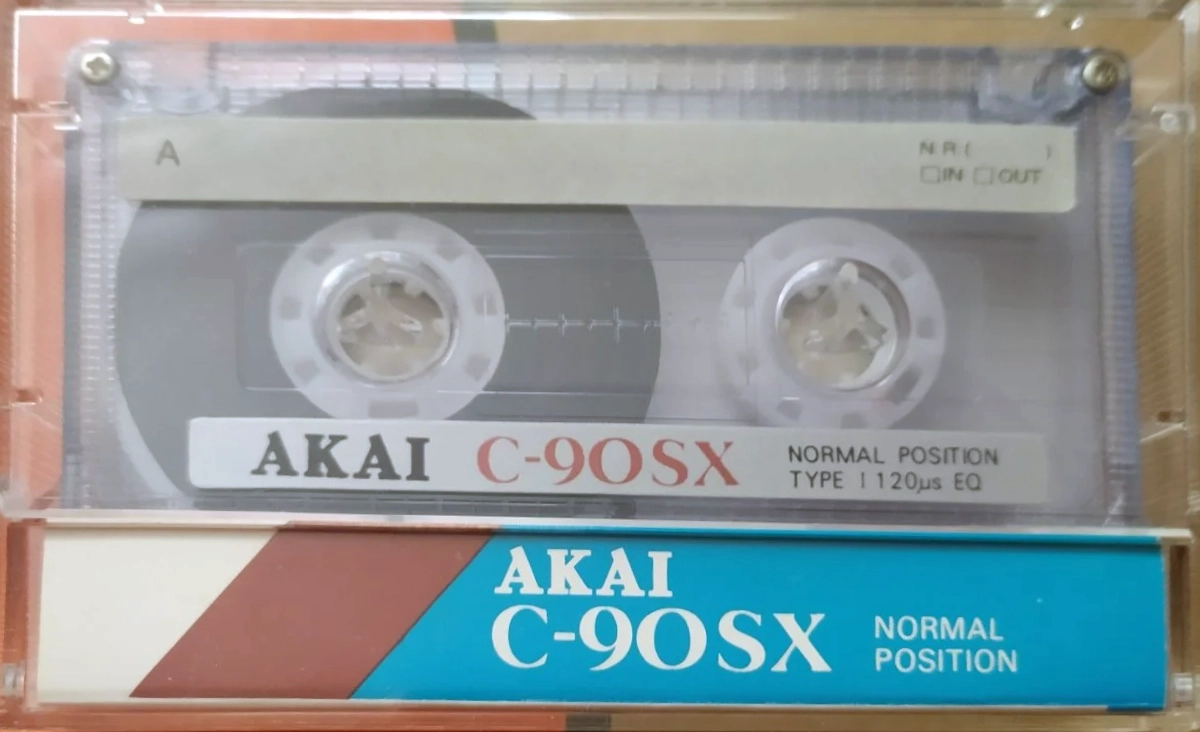 A
N.R ( )
□IN □OUT
AKAI C-90SX NORMAL POSITION
TYPE I 120µs EQ
AKAI
C-90SX NORMAL
POSITION